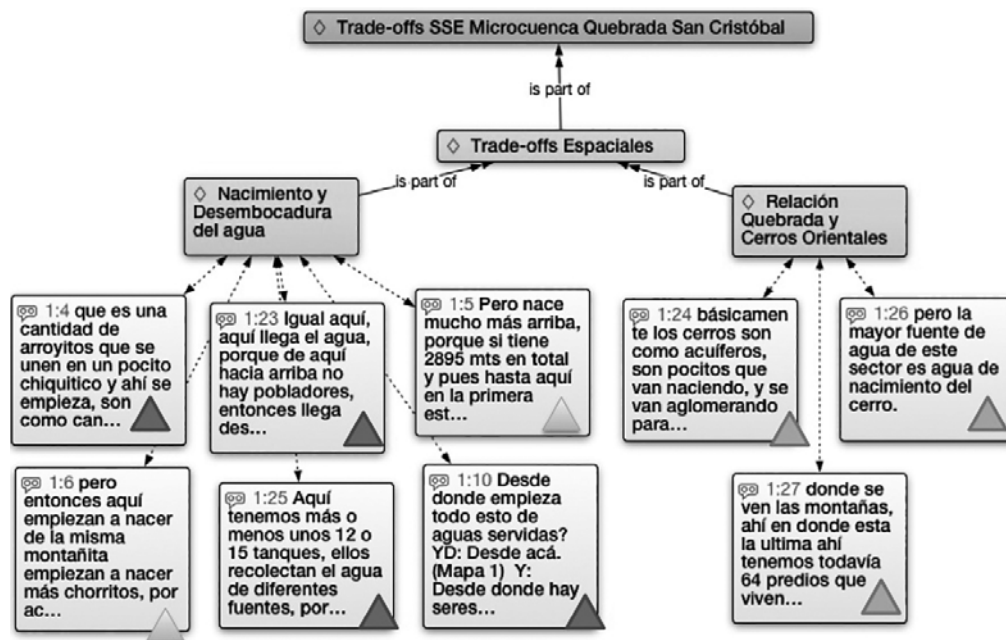 Trade-offs SSE Microcuenca Quebrada San Cristóbal
is part of
Trade-offs Espaciales
is part of
is part of
Nacimiento y
Desembocadura
del agua
Relación
Quebrada y
Cerros Orientales
1:4 que es una
cantidad de
arroyitos que se
unen en un pocito
chiquitico y ahí se
empieza, son
como can…
1:23 Igual aquí,
aquí llega el agua,
porque de aquí
hacia arriba no
hay pobladores,
entonces llega
des…
1:5 Pero nace
mucho más arriba,
porque si tiene
2895 mts en total
y pues hasta aquí
en la primera
est…
1:24 básicamen
te los cerros son
como acuíferos,
son pocitos que
van naciendo, y se
van aglomerando
para…
1:26 pero la
mayor fuente de
agua de este
sector es agua de
nacimiento del
cerro.
1:6 pero
entonces aquí
empiezan a nacer
de la misma
montañita
empiezan a nacer
más chorritos, por
ac…
1:25 Aquí
tenemos más o
menos unos 12 o
15 tanques, ellos
recolectan el agua
de diferentes
fuentes, por…
1:10 Desde
donde empieza
todo esto de
aguas servidas?
YD: Desde acá.
(Mapa 1) Y:
Desde donde hay
seres…
1:27 donde se
ven las montañas,
ahí en donde esta
la ultima ahí
tenemos todavía
64 predios que
viven…